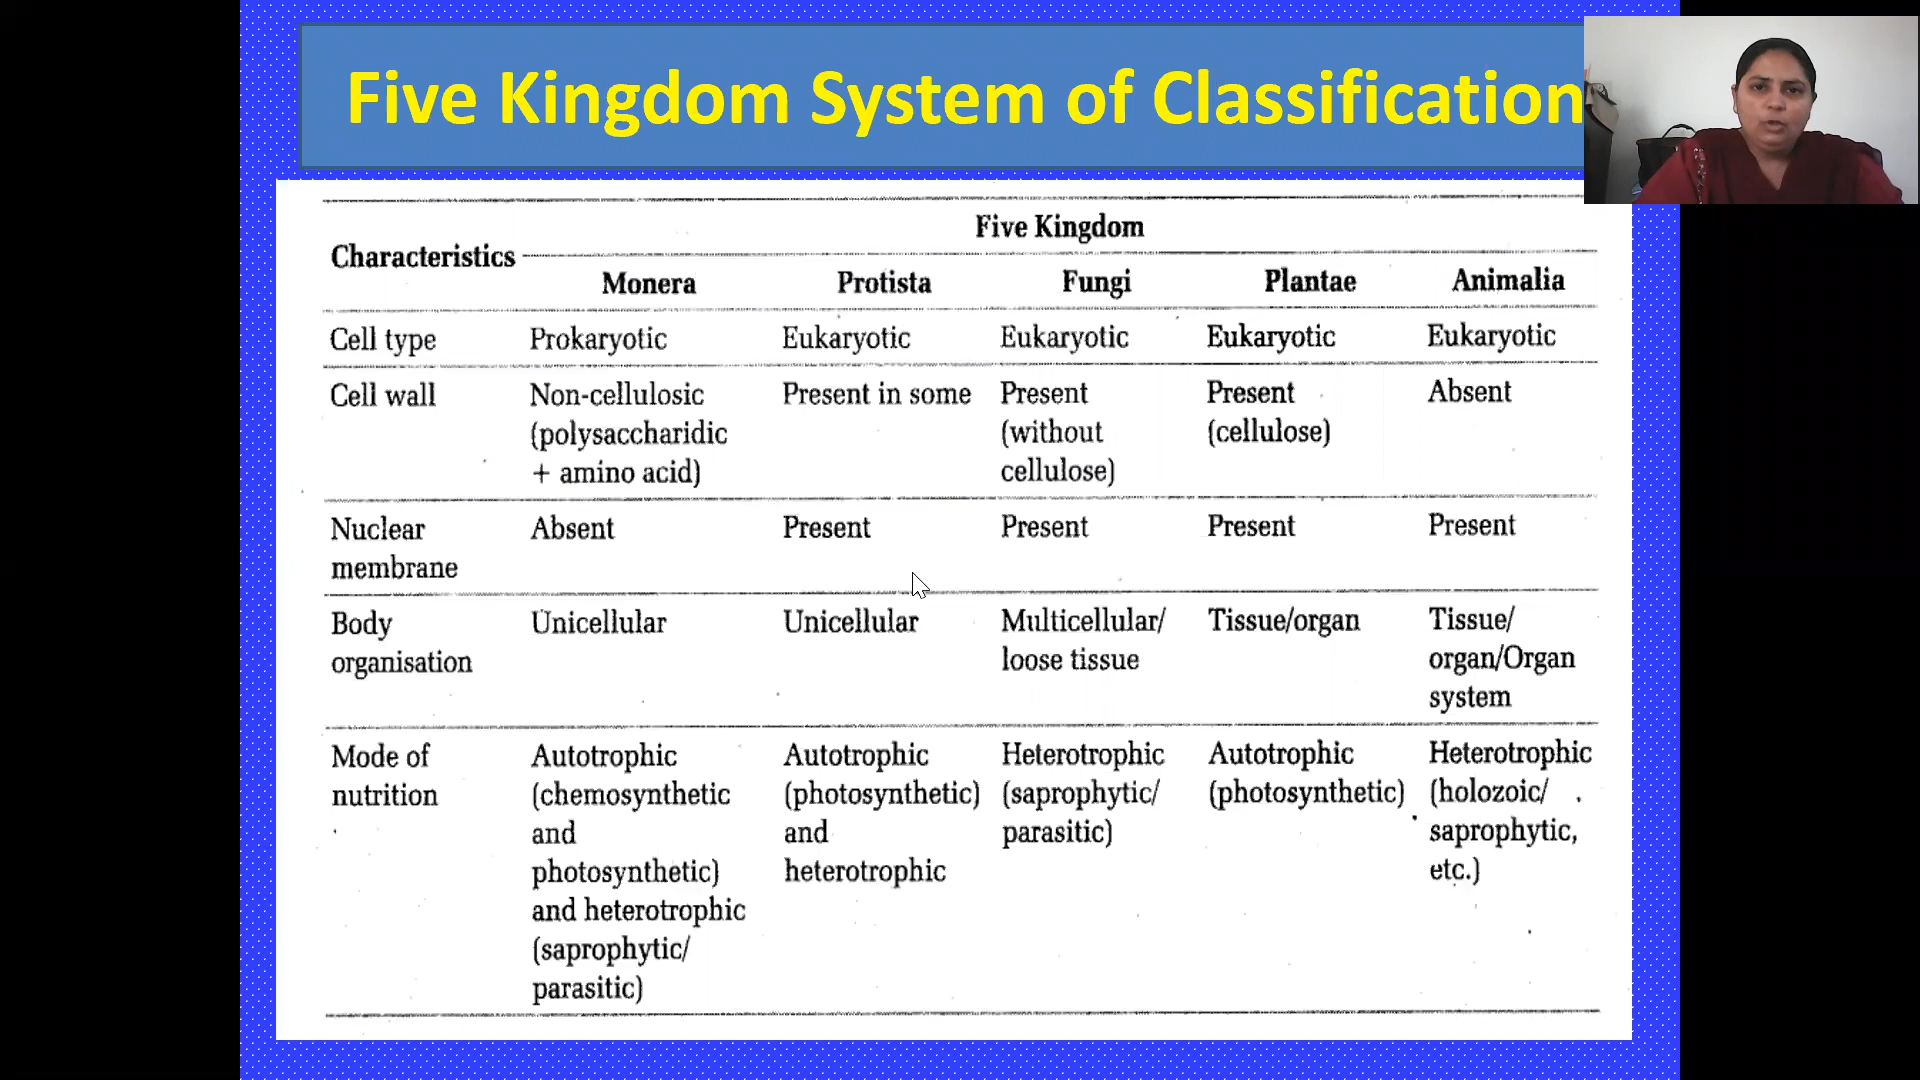 Five Kingdom System of Classification
Five Kingdom
Characteristics
Monera Protista Fungi Plantae Animalia
Cell type Prokaryotic Eukaryotic Eukaryotic Eukaryotic Eukaryotic
Cell wall Non-cellulosic Present in some Present Present Absent
(polysaccharidic (without (cellulose)
+ amino acid) cellulose)
Nuclear Absent Present Present Present Present
membrane
Body Unicellular Unicellular Multicellular/ Tissue/organ Tissue/
organisation loose tissue organ/Organ
system
Mode of Autotrophic Autotrophic Heterotrophic Autotrophic Heterotrophic
nutrition (chemosynthetic (photosynthetic) (saprophytic/ (photosynthetic) (holozoic/
and and parasitic) saprophytic,
photosynthetic) heterotrophic etc.)
and heterotrophic
(saprophytic/
parasitic)